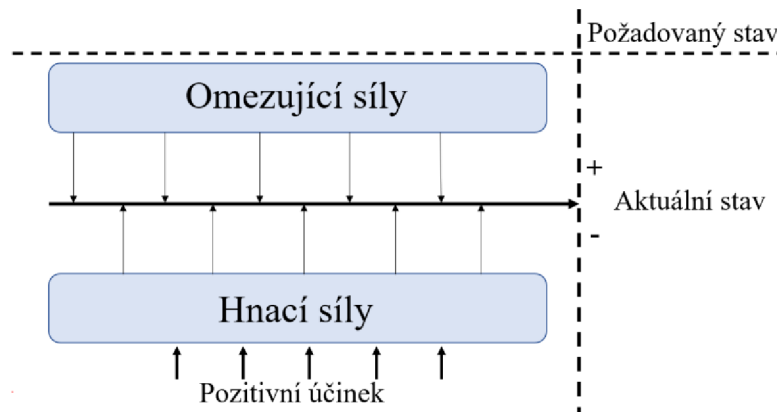 Požadovaný stav
Omezující síly
+
Aktuální stav
-
Hnací síly
Pozitivní účinek